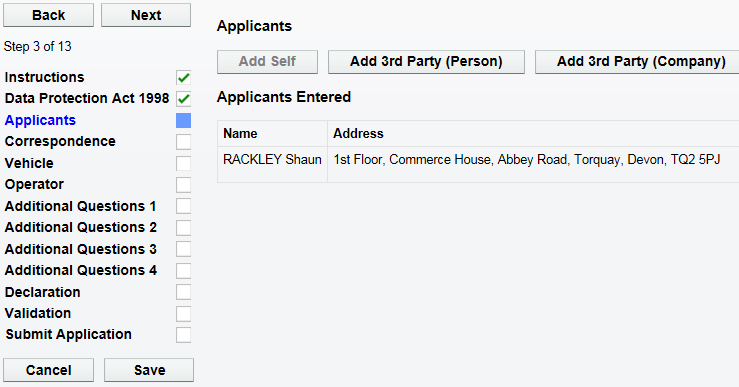 Back
Next
Step 3 of 13
Instructions
Data Protection Act 1998
Applicants
Correspondence
Vehicle
Operator
Additional Questions 1
Additional Questions 2
Additional Questions 3
Additional Questions 4
Declaration
Validation
Submit Application
Cancel
Save
Applicants
Add Self
Add 3rd Party (Person)
Add 3rd Party (Company)
Applicants Entered
Name Address
RACKLEY Shaun 1st Floor, Commerce House, Abbey Road, Torquay, Devon, TQ2 5PJ